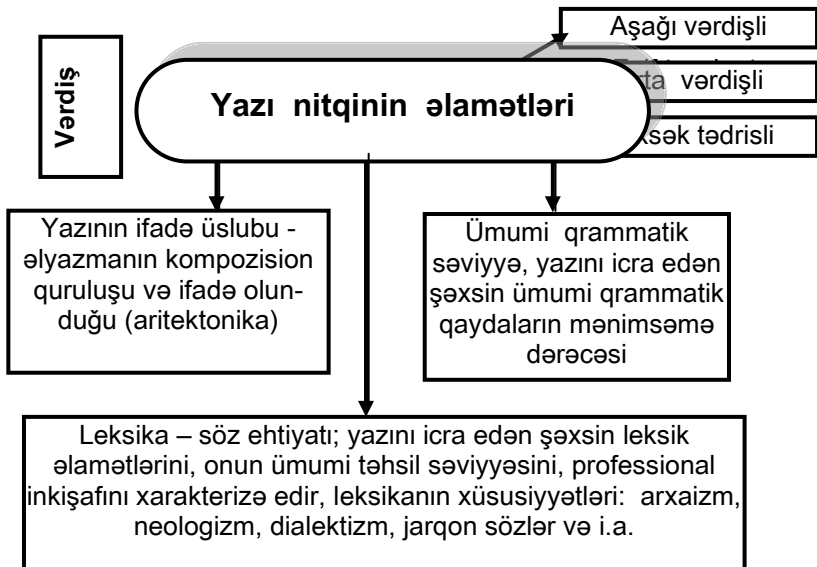 Aşağı vərdişli
Vərdiş
vərdişli
Yazı nitqinin əlamətləri
tədrisli
Yazının ifadə üslubu -
əlyazmanın kompozision
quruluşu və ifadə olun-
duğu (aritektonika)
Ümumi qrammatik
səviyyə, yazını icra edən
şəxsin ümumi qrammatik
qaydaların mənimsəmə
dərəcəsi
Leksika – söz ehtiyatı; yazını icra edən şəxsin leksik
əlamətlərini, onun ümumi təhsil səviyyəsini, professional
inkişafını xarakterizə edir, leksikanın xüsusiyyətləri: arxaizm,
neologizm, dialektizm, jarqon sözlər və i.a.